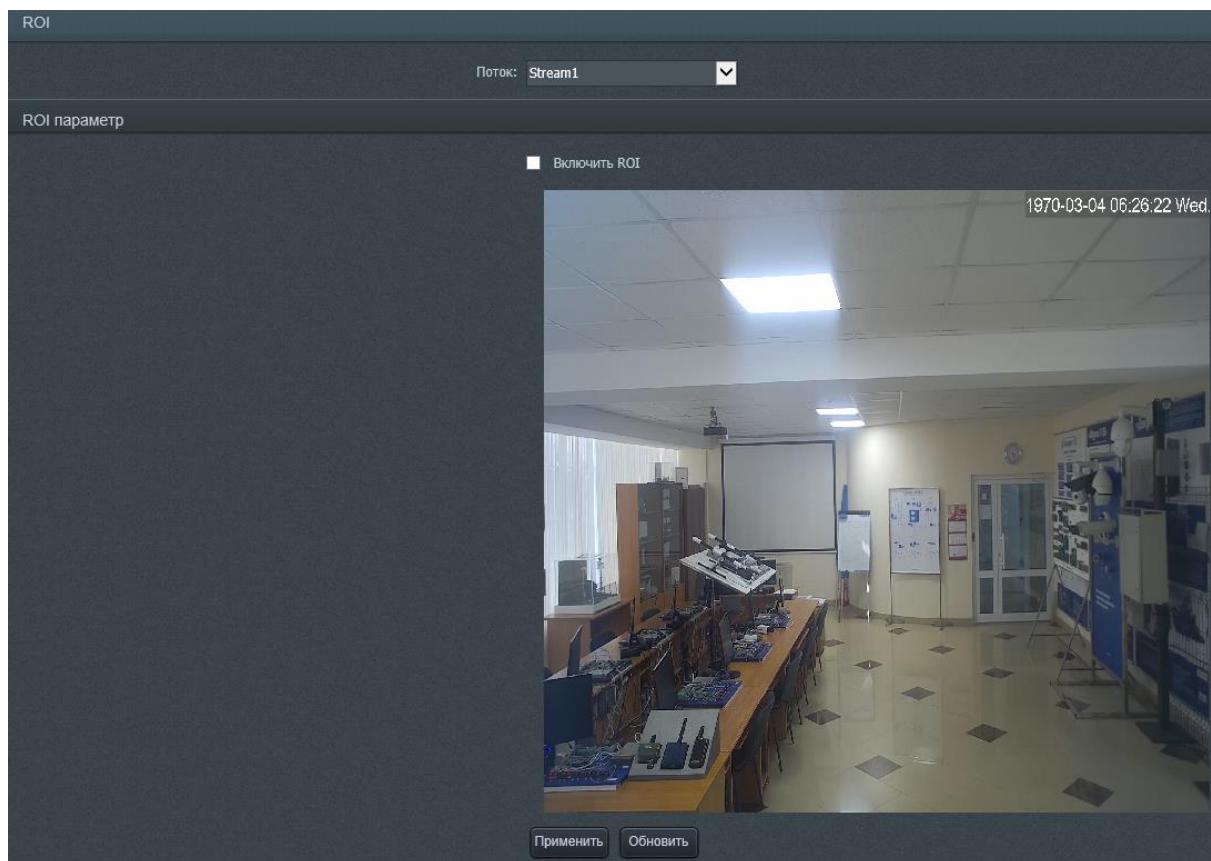 ROI
Поток: Stream1
ROI параметр
Включить ROI
1970-03-04 06:26:22 Wed.
Применить Обновить